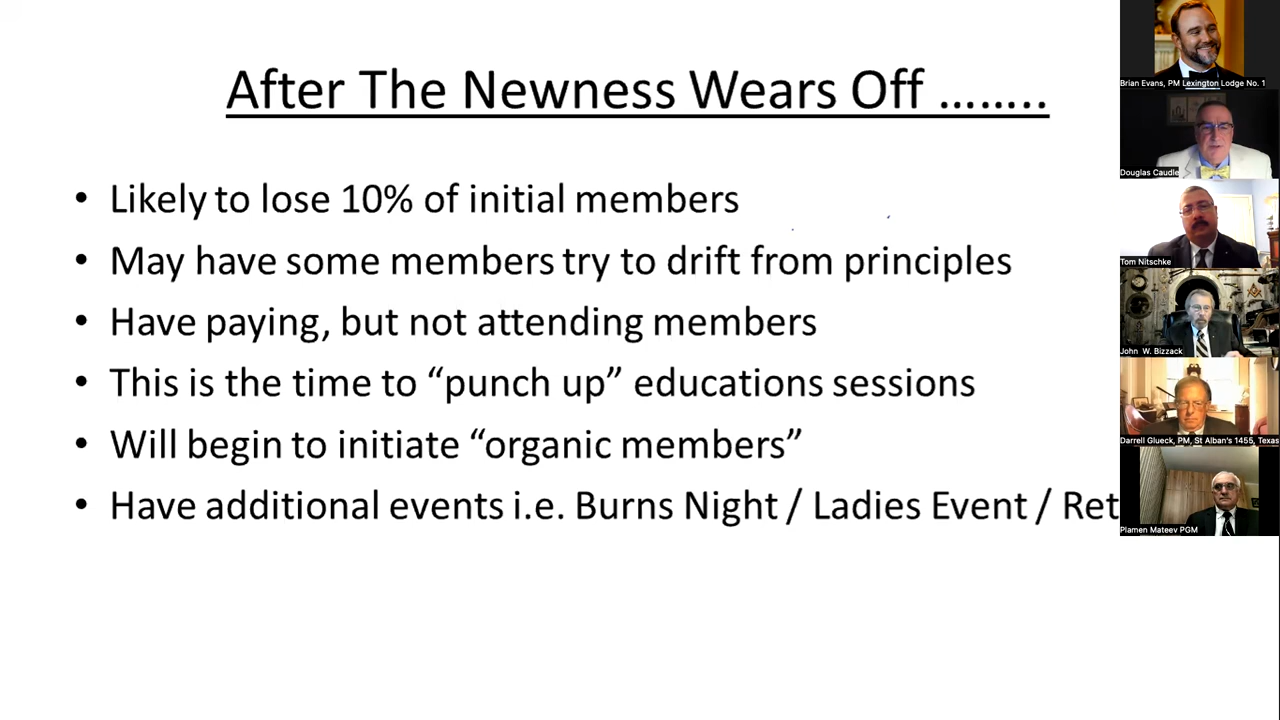 After The Newness Wears Off ……..
• Likely to lose 10% of initial members
• May have some members try to drift from principles
• Have paying, but not attending members
• This is the time to “punch up” educations sessions
• Will begin to initiate “organic members”
• Have additional events i.e. Burns Night / Ladies Event / Ret
Brian Evans, PM Lexington Lodge No. 1
Douglas Caudle
Tom Nitschke
John W. Bizzack
Darrell Glueck, PM, St Alban's 1455, Texas
Plamen Mateev PGM